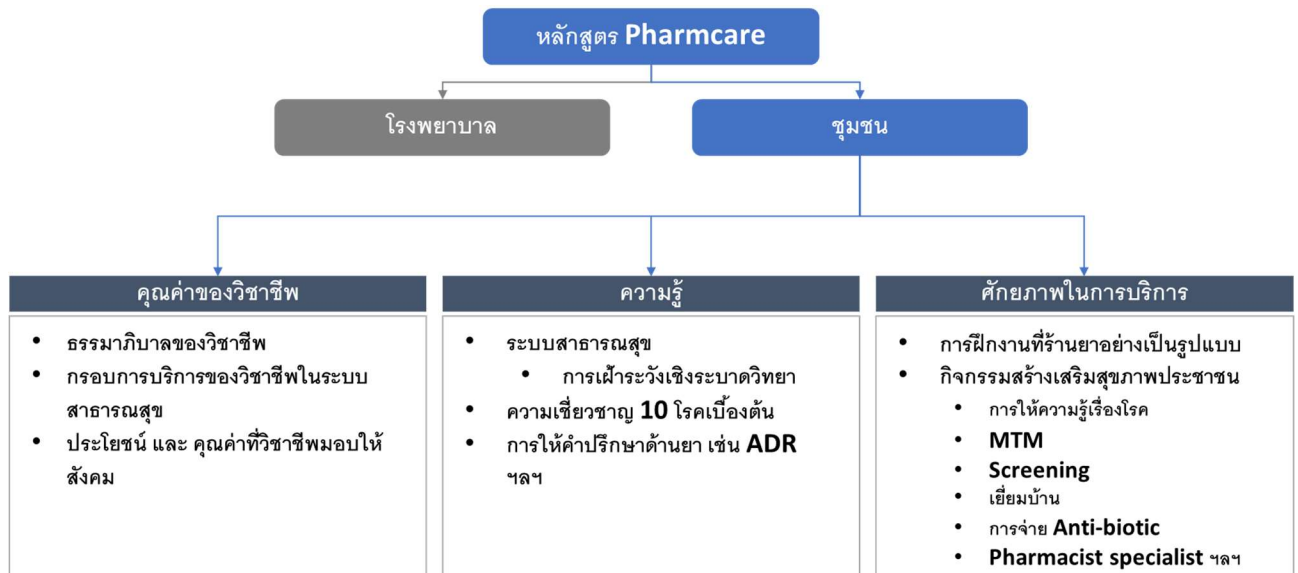 หลักสูตร Pharmcare
โรงพยาบาล
ชุมชน
คุณค่าของวิชาชีพ
• ธรรมาภิบาลของวิชาชีพ
• กรอบการบริการของวิชาชีพในระบบ
สาธารณสุข
• ประโยชน์ และ คุณค่าที่วิชาชีพมอบให้
สังคม
ความรู้
• ระบบสาธารณสุข
• การเฝ้าระวังเชิงระบาดวิทยา
• ความเชี่ยวชาญ 10 โรคเบื้องต้น
• การให้คำปรึกษาด้านยา เช่น ADR
ฯลฯ
ศักยภาพในการบริการ
• การฝึกงานที่ร้านยาอย่างเป็นรูปแบบ
• กิจกรรมสร้างเสริมสุขภาพประชาชน
• การให้ความรู้เรื่องโรค
• MTM
• Screening
• เยี่ยมบ้าน
• การจ่าย Anti-biotic
• Pharmacist specialist ฯลฯ